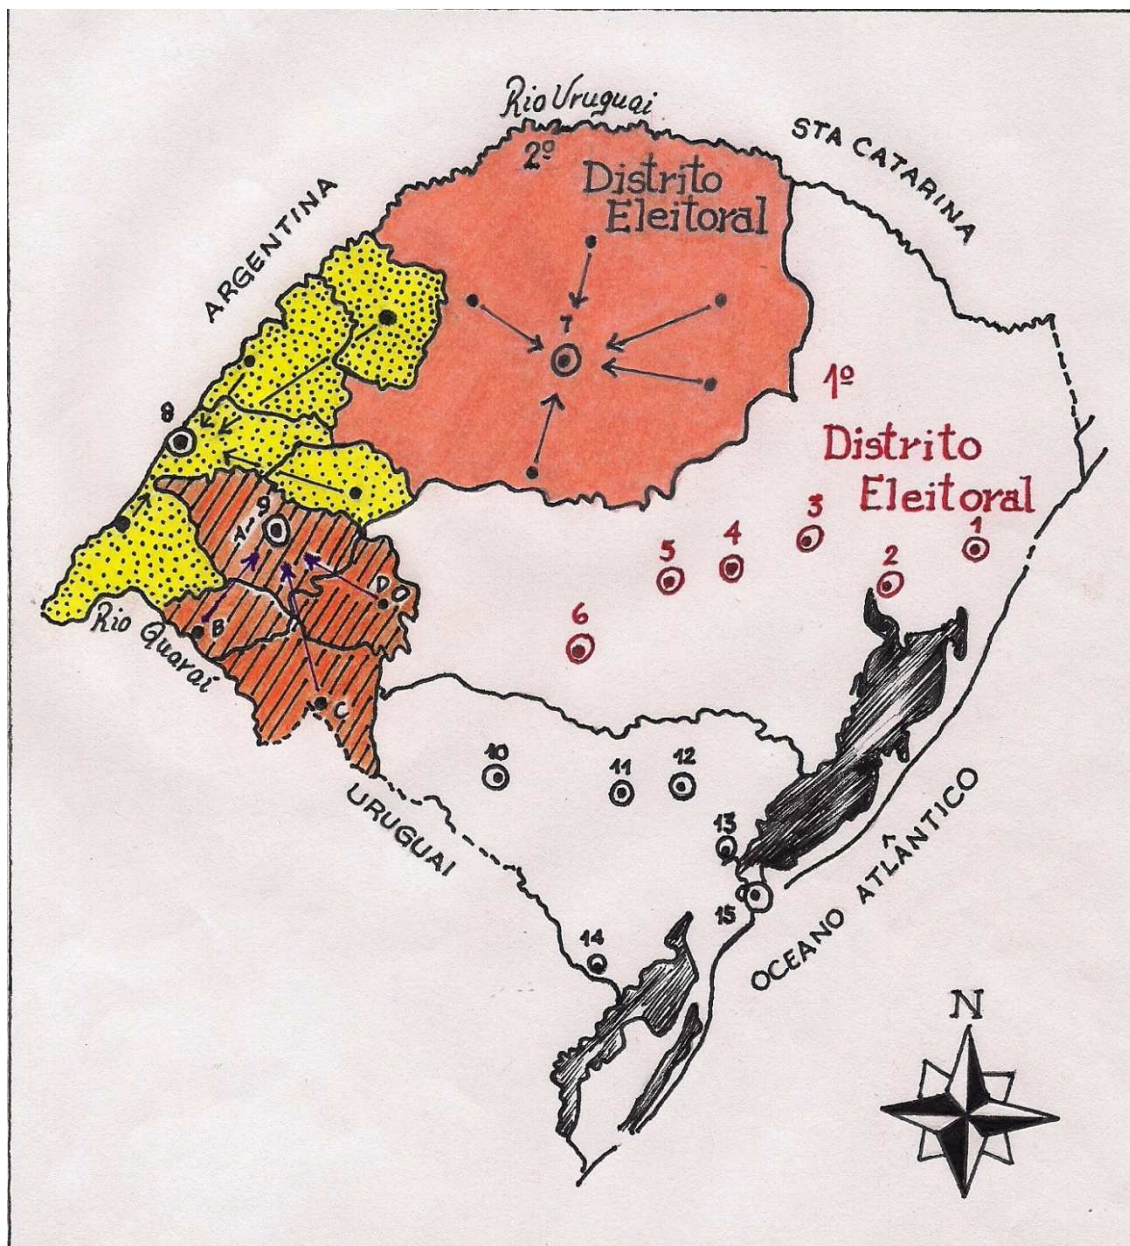 Rio Uruguai
STA CATARINA
2º
Distrito
Eleitoral
ARGENTINA
7
1º
8
Distrito
Eleitoral
9
A-1
3
1
4
2
5
D
6
B
Rio Quaraí
C
10
11
12
URUGUAI
13
15
OCEANO ATLÂNTICO
14
N